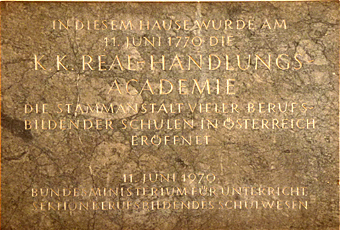 IN DIESEM HAUSE WURDE AM
11. JUNI 1770 DIE
K. K. REAL-HANDLUNGS
ACADEMIE
DIE STAMMANSTALT VIELER BERUFS-
BILDENDER SCHULEN IN ÖSTERREICH
ERÖFFNET
11. JUNI 1970
BUNDESMINISTERIUM FÜR UNTERRICHT
SEKTION BERUFSBILDENDES SCHULWESEN